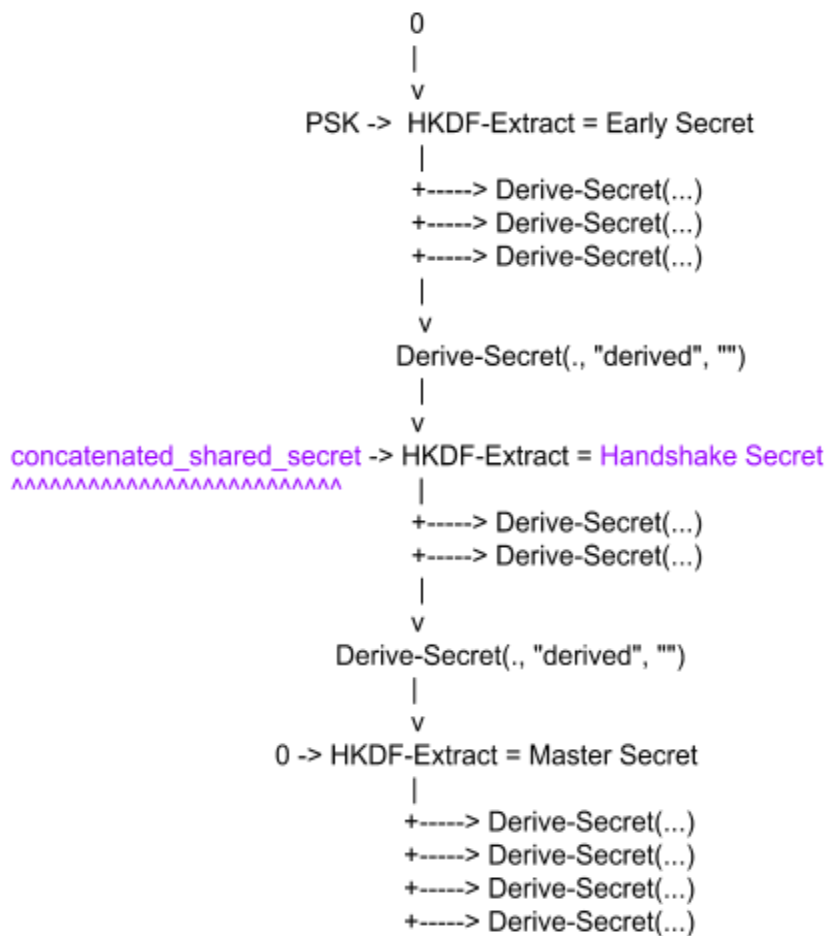 0
|
v
PSK -> HKDF-Extract = Early Secret
|
+-----> Derive-Secret(...)
+-----> Derive-Secret(...)
+-----> Derive-Secret(...)
|
v
Derive-Secret(., "derived", "")
|
v
concatenated_shared_secret -> HKDF-Extract = Handshake Secret
^^^^^^^^^^^^^^^^^^^^^^^^^^ |
+-----> Derive-Secret(...)
+-----> Derive-Secret(...)
|
v
Derive-Secret(., "derived", "")
|
v
0 -> HKDF-Extract = Master Secret
|
+-----> Derive-Secret(...)
+-----> Derive-Secret(...)
+-----> Derive-Secret(...)
+-----> Derive-Secret(...)